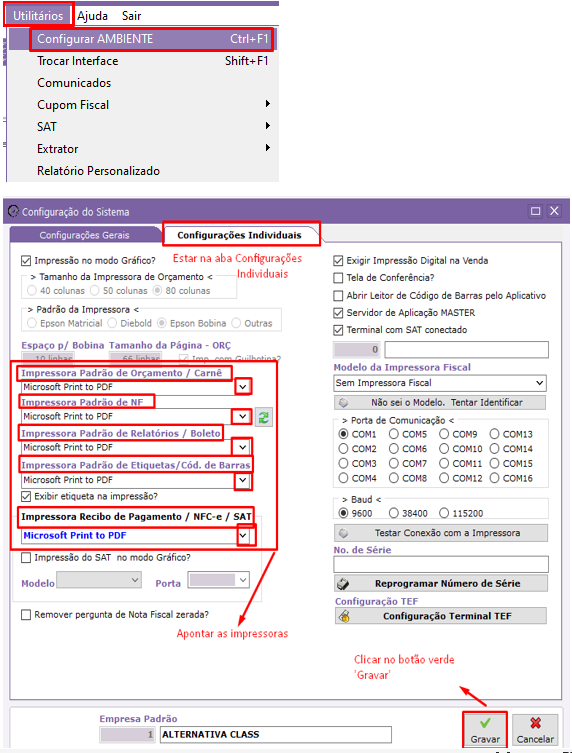 Utilitários Ajuda Sair
Configurar AMBIENTE Ctrl+F1
Trocar Interface Shift+F1
Comunicados
Cupom Fiscal
SAT
Extrator
Relatório Personalizado
Configuração do Sistema
Configurações Gerais Configurações Individuais
Estar na aba Configurações
Individuais
Impressão no modo Gráfico?
> Tamanho da Impressora de Orçamento <
40 colunas 50 colunas 80 colunas
> Padrão da Impressora <
Epson Matricial Diebold Epson Bobina Outras
Espaço p/ Bobina Tamanho da Página - ORÇ
10 linhas 66 linhas Imp. com Guilhotina?
Impressora Padrão de Orçamento / Carnê
Microsoft Print to PDF
Impressora Padrão de NF
Microsoft Print to PDF
Impressora Padrão de Relatórios / Boleto
Microsoft Print to PDF
Impressora Padrão de Etiquetas/Cód. de Barras
Microsoft Print to PDF
Exibir etiqueta na impressão?
Impressora Recibo de Pagamento / NFC-e / SAT
Microsoft Print to PDF
Impressão do SAT no modo Gráfico?
Modelo Porta
Remover pergunta de Nota Fiscal zerada?
Apontar as impressoras
Exigir Impressão Digital na Venda
Tela de Conferência?
Abrir Leitor de Código de Barras pelo Aplicativo
Servidor de Aplicação MASTER
Terminal com SAT conectado
0
Modelo da Impressora Fiscal
Sem Impressora Fiscal
Não sei o Modelo. Tentar Identificar
> Porta de Comunicação <
COM1 COM5 COM9 COM13
COM2 COM6 COM10 COM14
COM3 COM7 COM11 COM15
COM4 COM8 COM12 COM16
> Baud <
9600 38400 115200
Testar Conexão com a Impressora
No. de Série
Reprogramar Número de Série
Configuração TEF
Configuração Terminal TEF
Clicar no botão verde
'Gravar'
Empresa Padrão
1 ALTERNATIVA CLASS
Gravar Cancelar